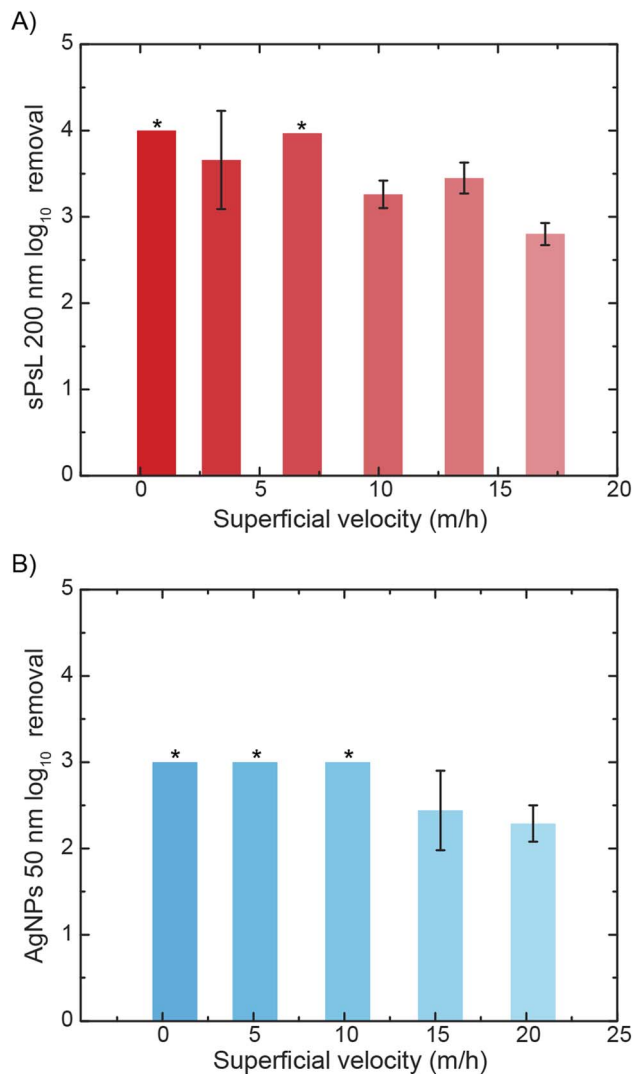 A)
5
4
3
2
1
0
* *
sPsL 200 nm log₁₀ removal
0 5 10 15 20
Superficial velocity (m/h)
B)
5
4
3
2
1
0
* * *
AgNPs 50 nm log₁₀ removal
0 5 10 15 20 25
Superficial velocity (m/h)